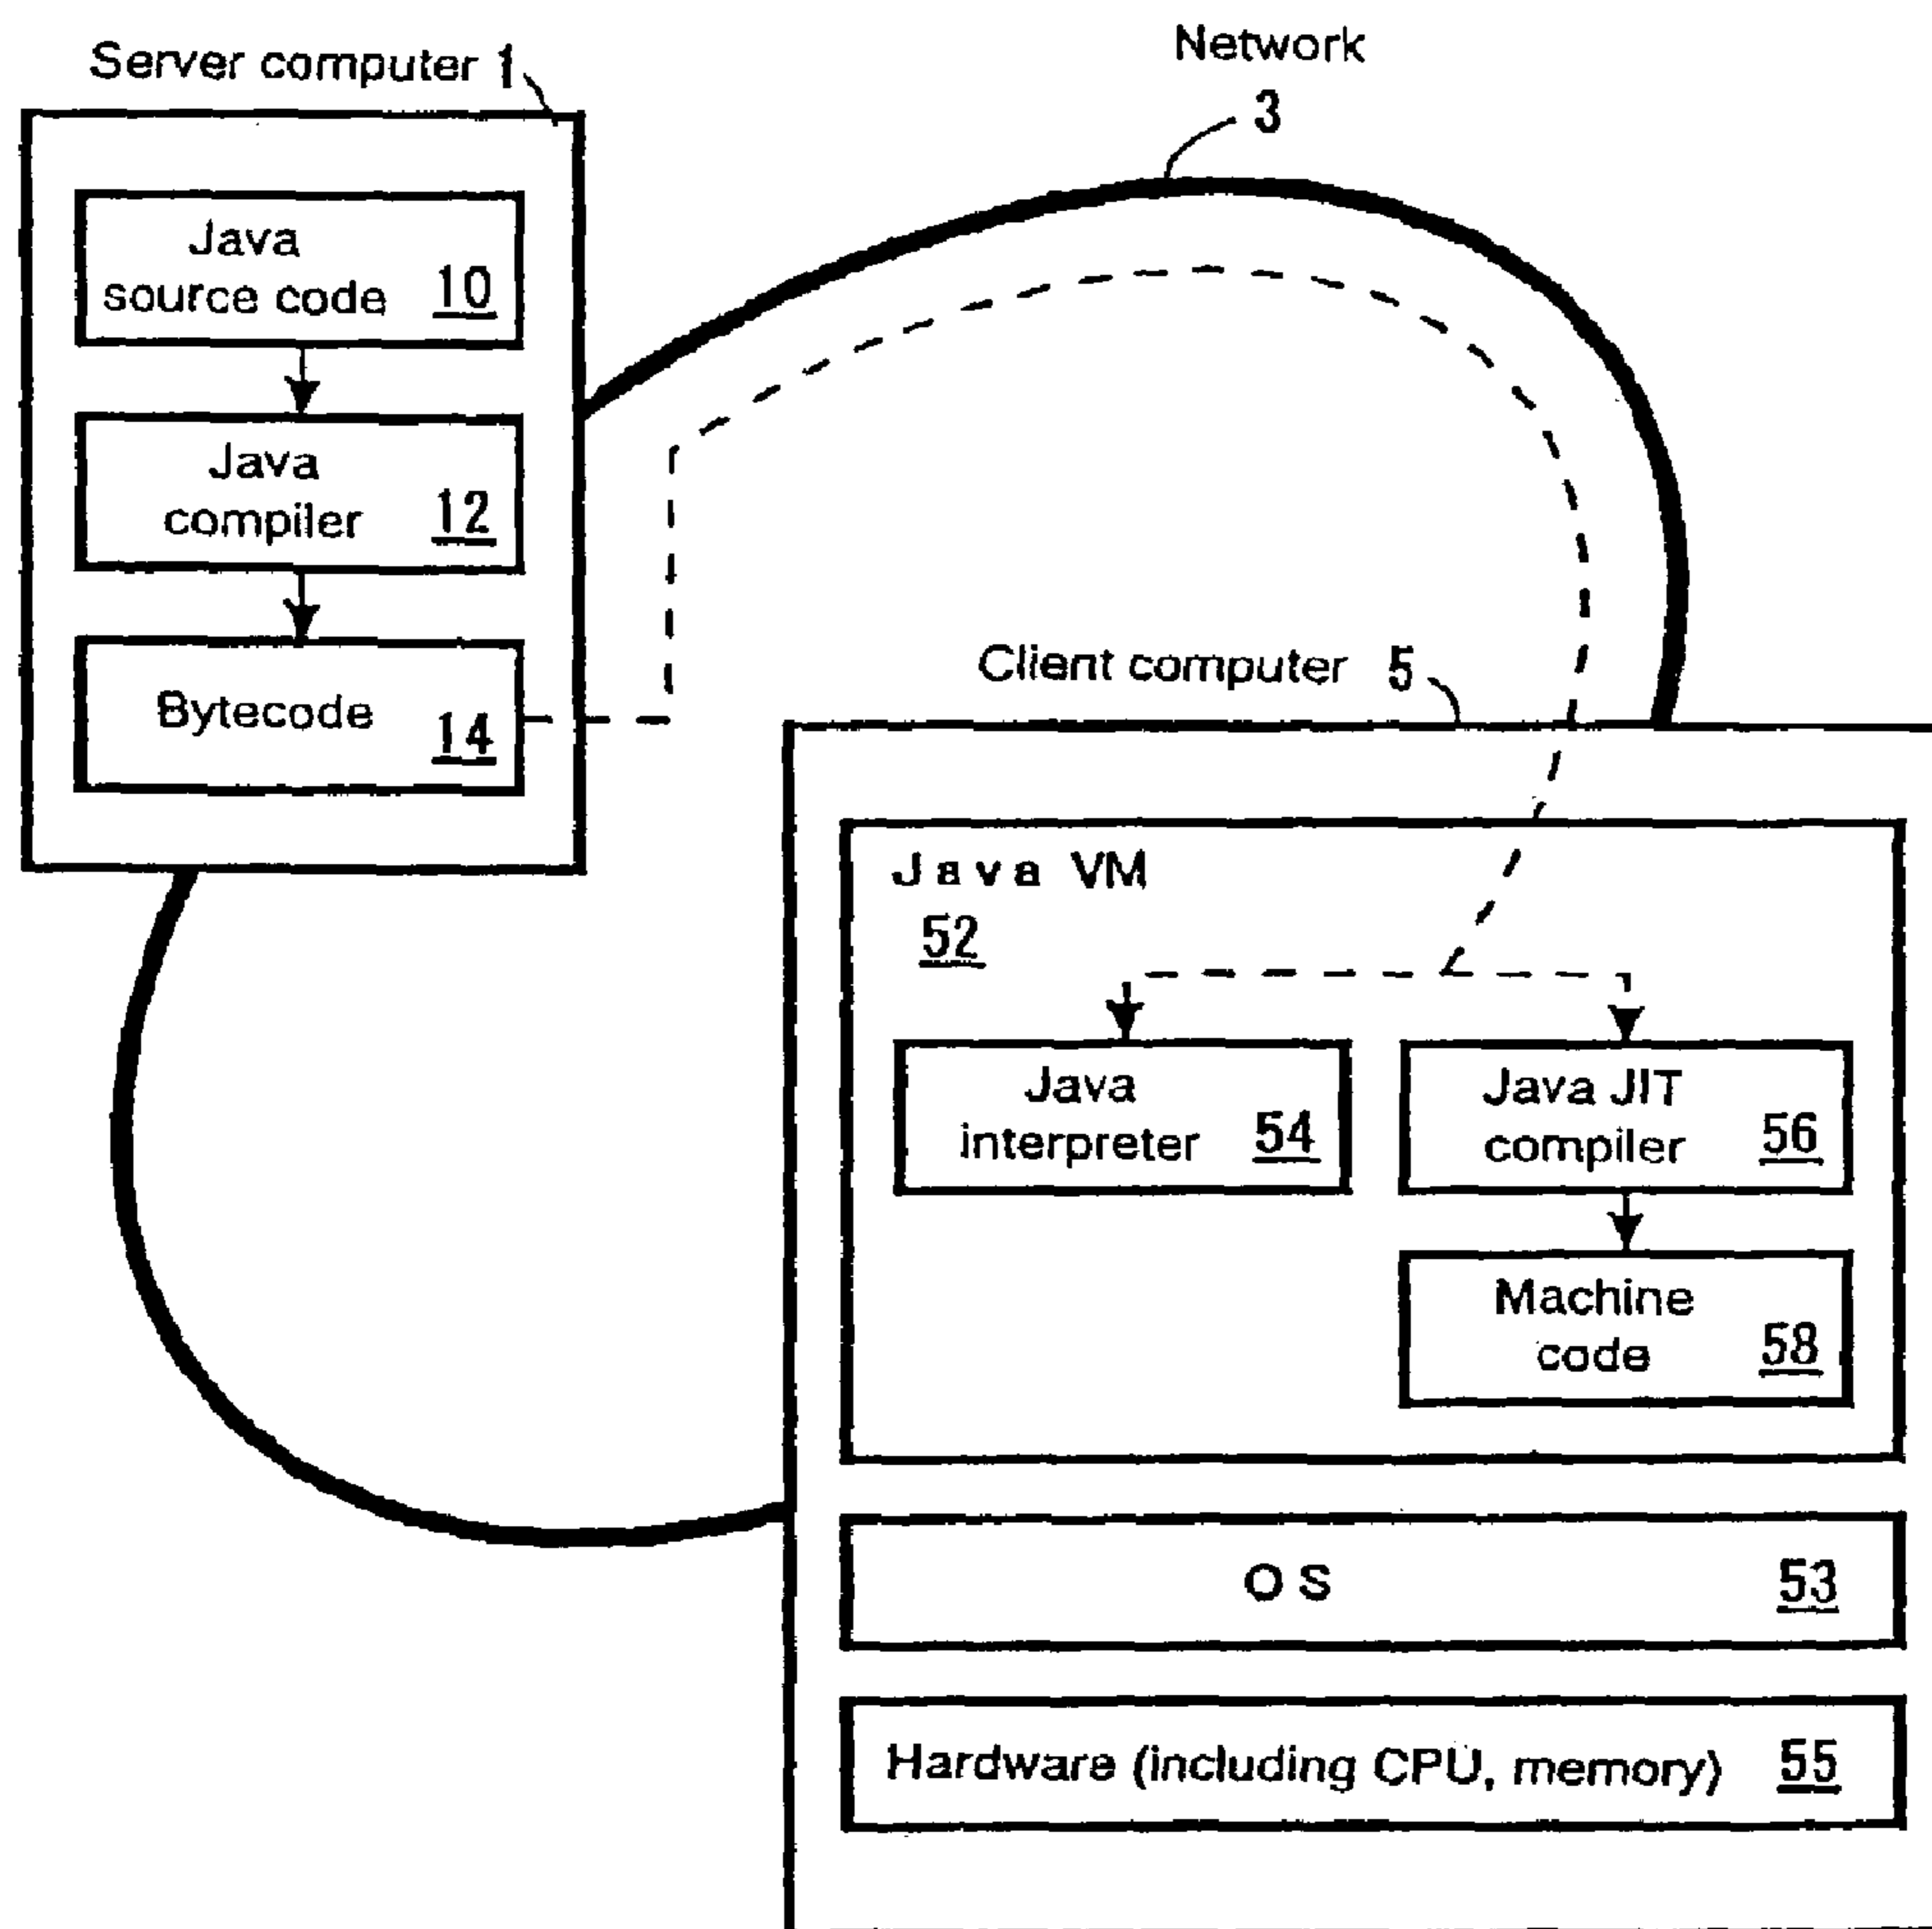 Server computer 1
Network
3
Java
source code 10
Java
compiler 12
Bytecode 14
Client computer 5
Java VM
52
Java
interpreter 54
Java JIT
compiler 56
Machine
code 58
OS 53
Hardware (including CPU, memory) 55